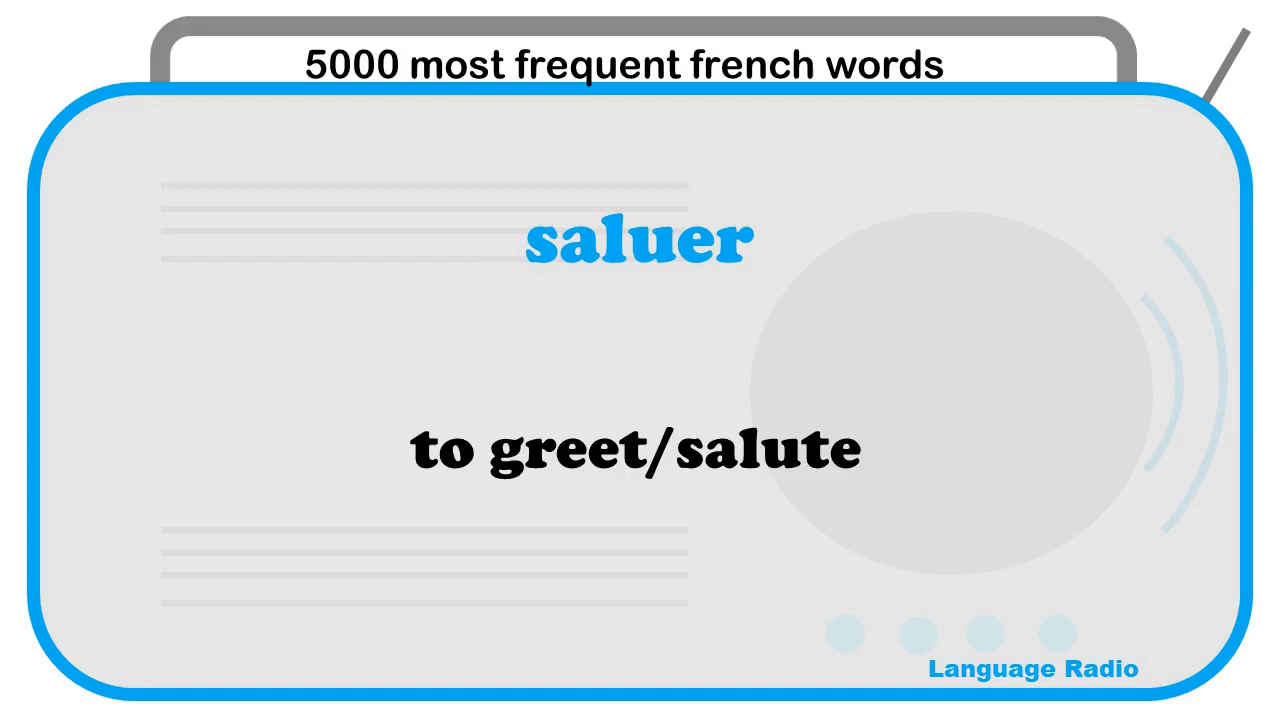 5000 most frequent french words
saluer
to greet/salute
Language Radio